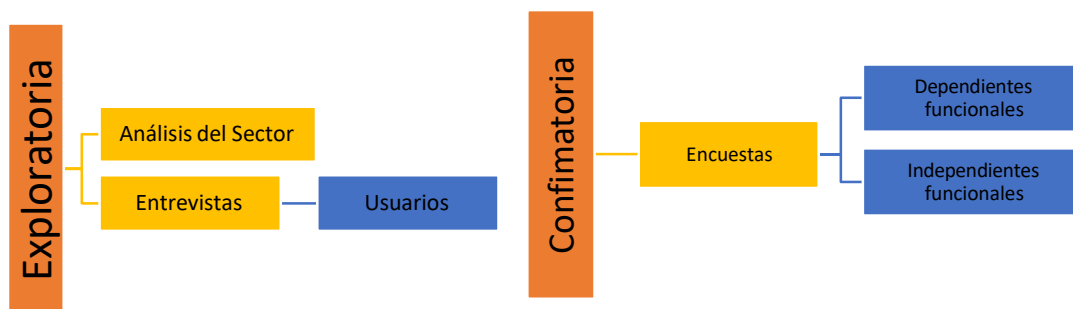 Exploratoria
Análisis del Sector
Entrevistas
Usuarios
Confimatoria
Encuestas
Dependientes
funcionales
Independientes
funcionales